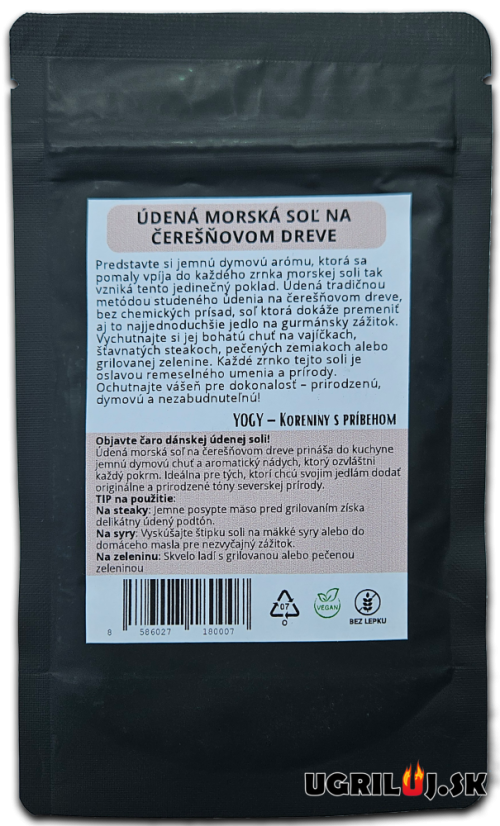 ÚDENÁ MORSKÁ SOĽ NA
ČEREŠŇOVOM DREVE
Predstavte si jemnú dymovú arómu, ktorá sa
pomaly vpíja do každého zrnka morskej soli tak
vzniká tento jedinečný poklad. Údená tradičnou
metódou studeného údenia na čerešňovom dreve,
bez chemických prísad, soľ ktorá dokáže premeniť
aj to najjednoduchšie jedlo na gurmánsky zážitok.
Vychutnajte si jej bohatú chuť na vajíčkach,
šťavnatých steakoch, pečených zemiakoch alebo
grilovanej zelenine. Každé zrnko tejto soli je
oslavou remeselného umenia a prírody.
Ochutnajte vášeň pre dokonalosť – prirodzenú,
dymovú a nezabudnuteľnú!
YOGY – KORENINY S PRÍBEHOM
Objavte čaro dánskej údenej soli!
Údená morská soľ na čerešňovom dreve prináša do kuchyne
jemnú dymovú chuť a aromatický nádych, ktorý ozvláštni
každý pokrm. Ideálna pre tých, ktorí chcú svojim jedlám dodať
originálne a prirodzené tóny severskej prírody.
TIP na použitie:
Na steaky: jemne posypte mäso pred grilovaním získa
delikátny údený podtón.
Na syry: Vyskúšajte štipku soli na mäkké syry alebo do
domáceho masla pre nezvyčajný zážitok.
Na zeleninu: Skvelo ladí s grilovanou alebo pečenou
zeleninou
8 586027 180007
07
O
VEGAN
BEZ LEPKU
UGRILUJ.SK